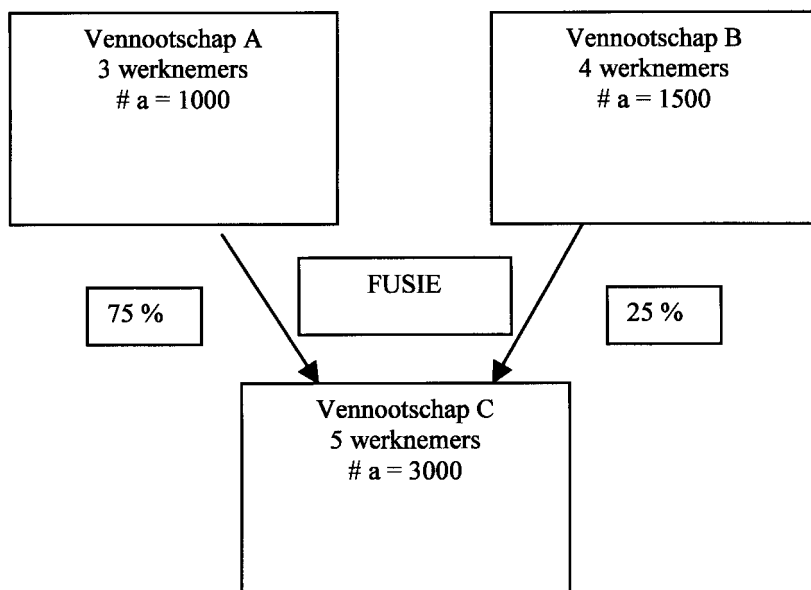 Vennootschap A
3 werknemers
# a = 1000
Vennootschap B
4 werknemers
# a = 1500
FUSIE
75 %
25 %
Vennootschap C
5 werknemers
# a = 3000